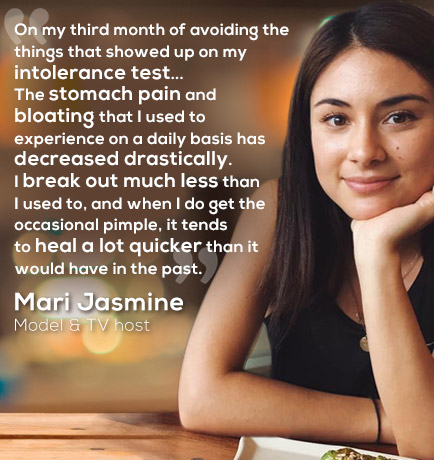 On my third month of avoiding the
things that showed up on my
intolerance test...
The stomach pain and
bloating that I used to
experience on a daily basis has
decreased drastically.
I break out much less than
I used to, and when I do get the
occasional pimple, it tends
to heal a lot quicker than it
would have in the past.
Mari Jasmine
Model & TV host